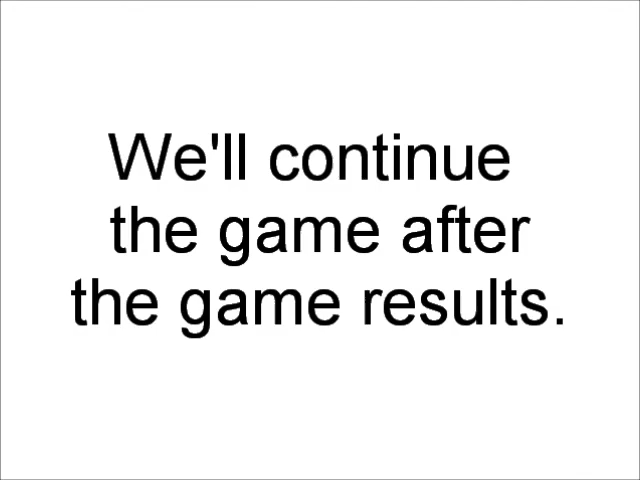 We'll continue
the game after
the game results.